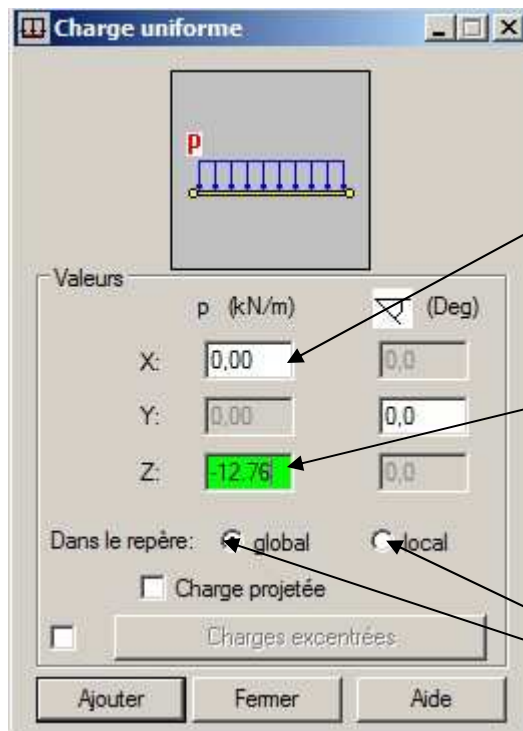 Charge uniforme
p
Valeurs
p (kN/m) (Deg)
X: 0,00 0,0
Y: 0,00 0,0
Z: -12.76 0,0
Dans le repère: global local
Charge projetée
Charges excentrées
Ajouter Fermer Aide